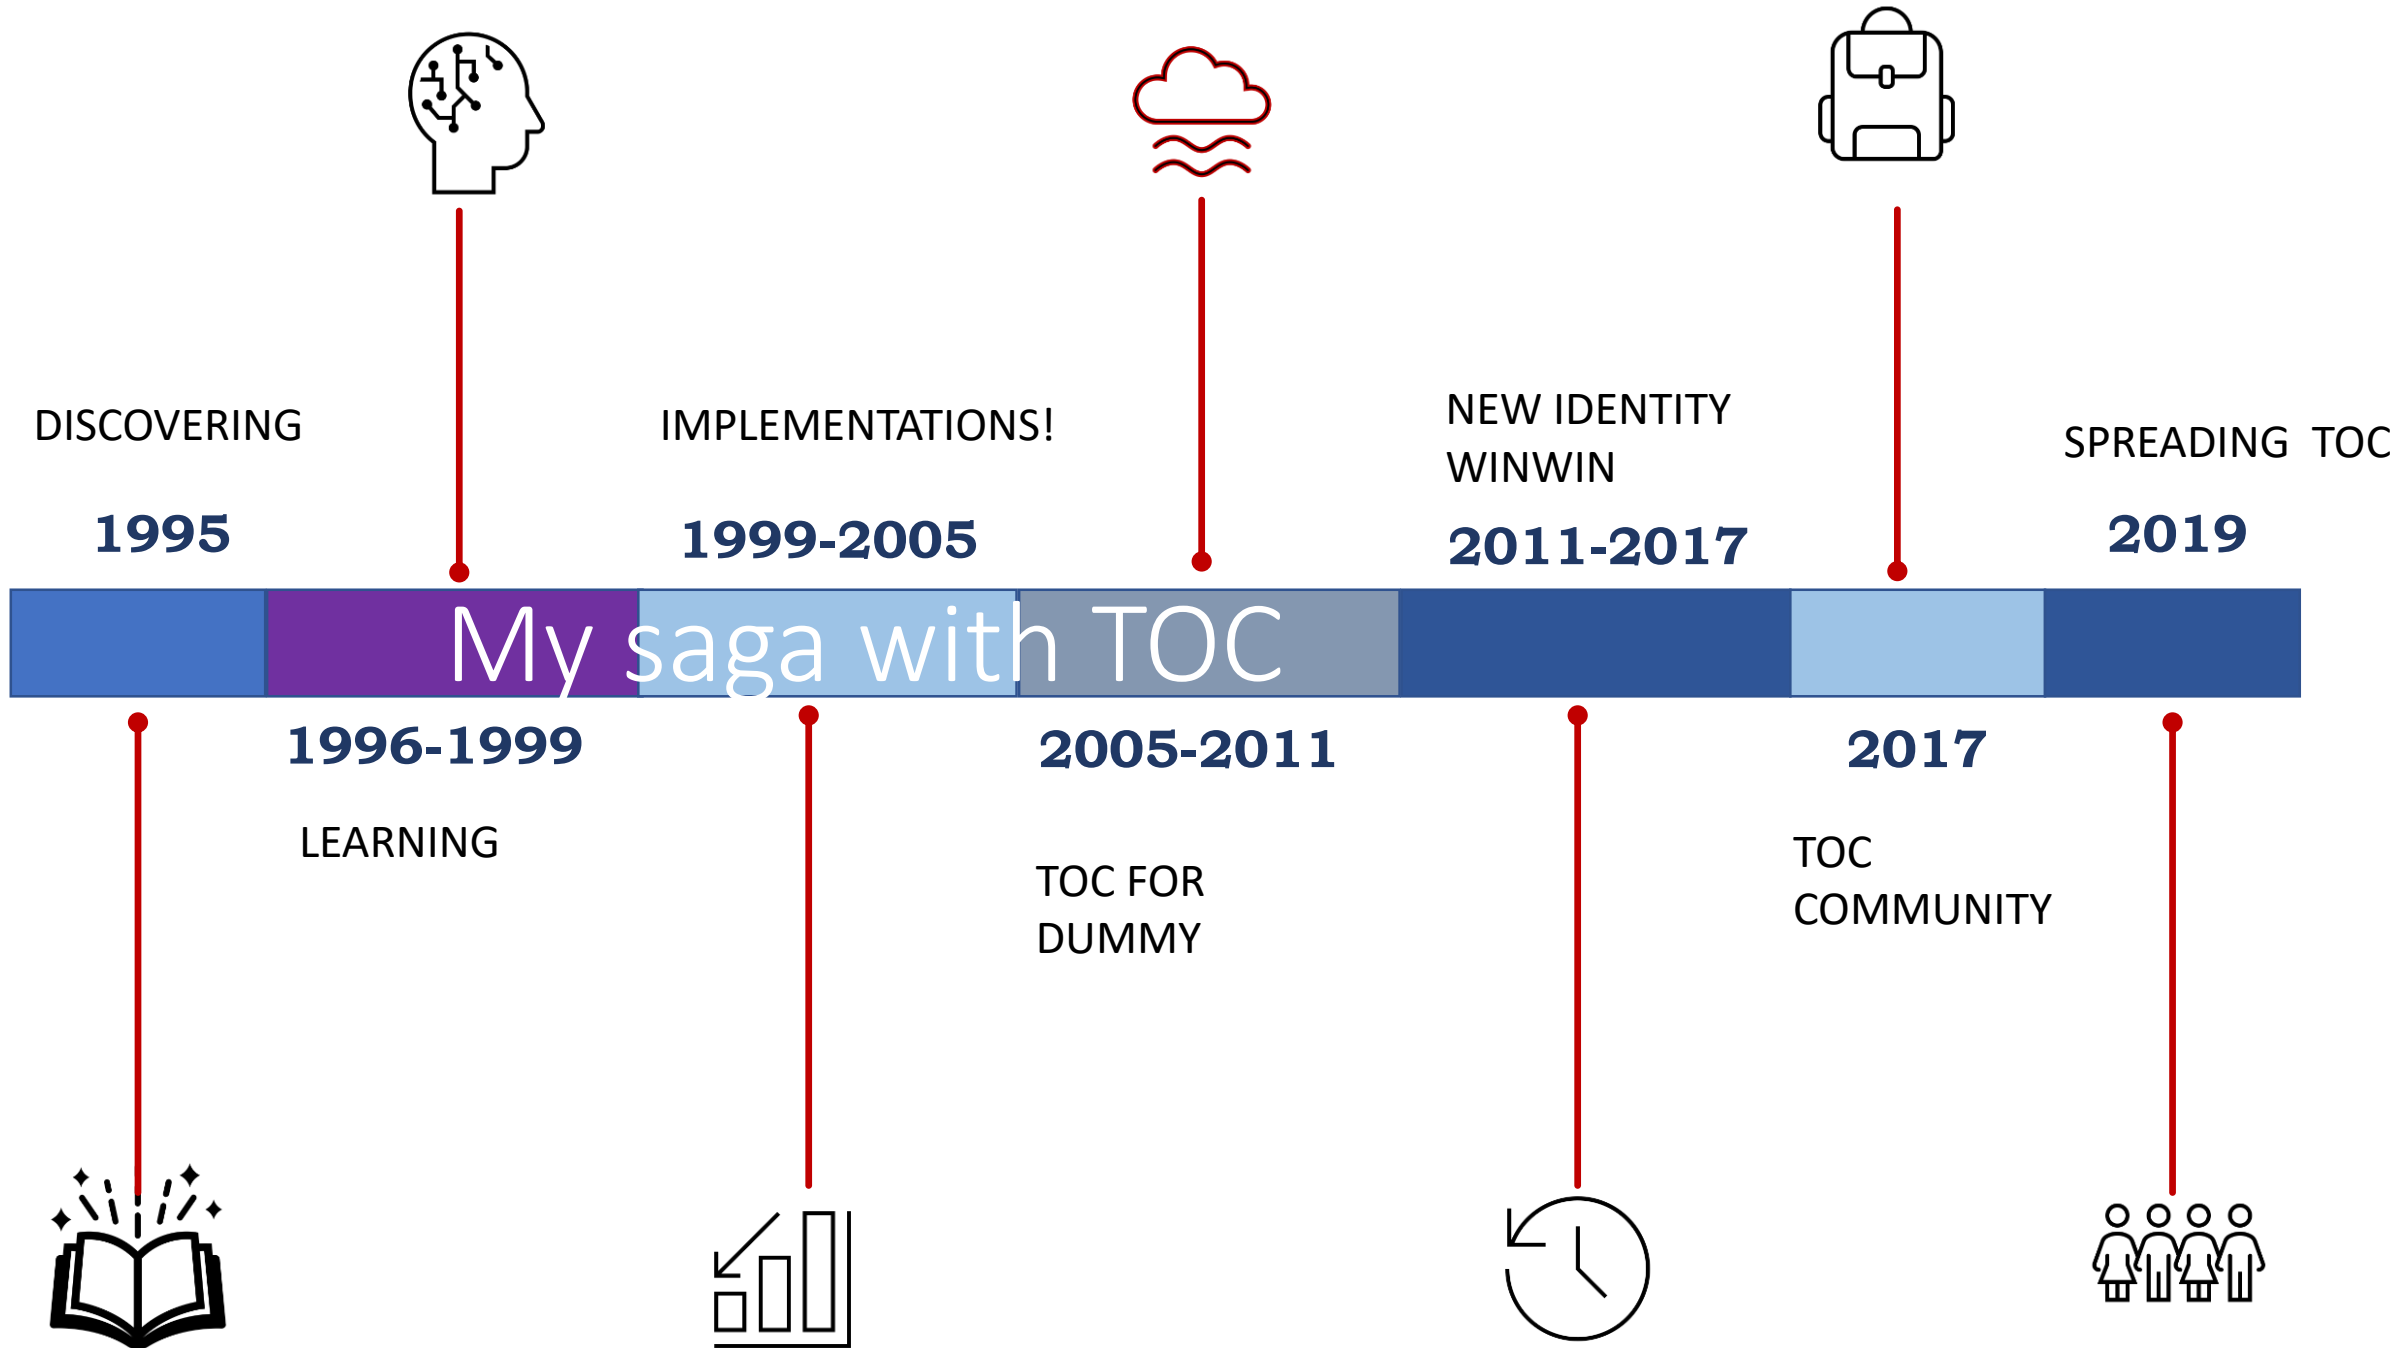 DISCOVERING
1995
IMPLEMENTATIONS!
1999-2005
NEW IDENTITY
WINWIN
2011-2017
SPREADING  TOC
2019
My saga with TOC
1996-1999
LEARNING
2005-2011
TOC FOR
DUMMY
2017
TOC
COMMUNITY